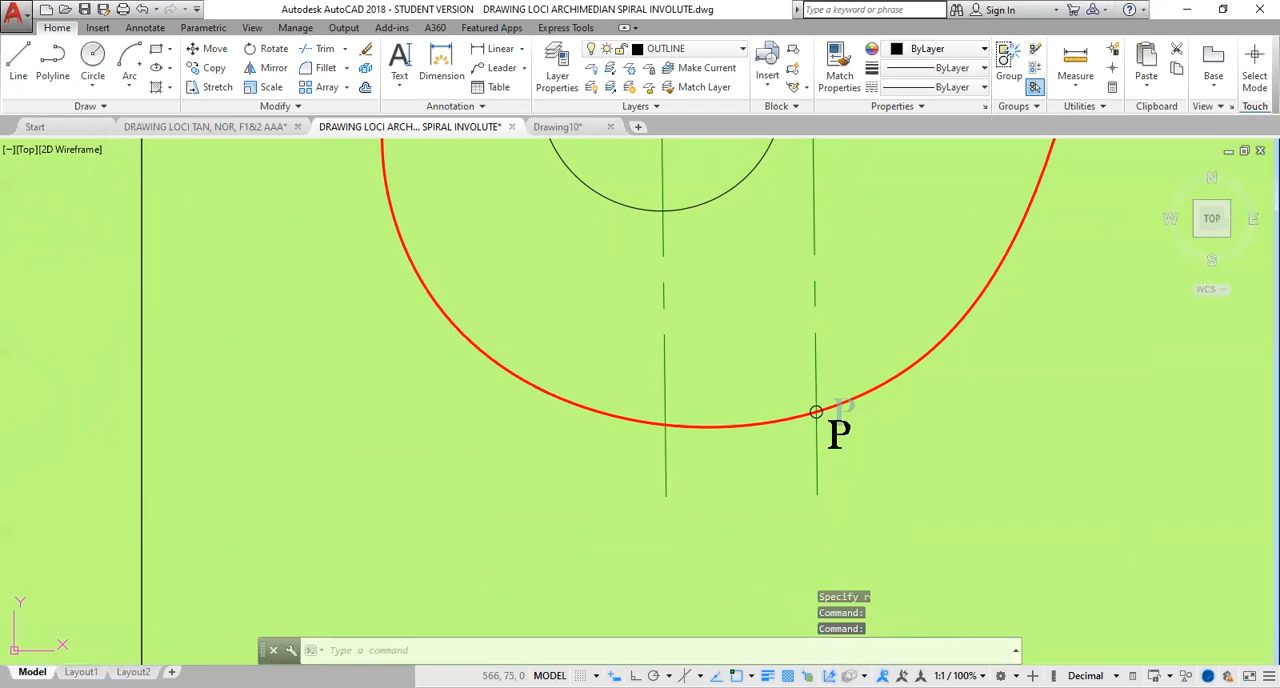 Autodesk AutoCAD 2018 - STUDENT VERSION DRAWING LOCI ARCHIMEDIAN SPIRAL INVOLUTE.dwg
Type a keyword or phrase
Sign In
Home Insert Annotate Parametric View Manage Output Add-ins A360 Featured Apps Express Tools
Line Polyline Circle Arc
Move Rotate Trim
Copy Mirror Fillet
Stretch Scale Array
Text Dimension
Linear
Leader
Table
Layer Properties
OUTLINE
Make Current
Match Layer
Insert
Match Properties
ByLayer
ByLayer
ByLayer
Group
Measure
Paste
Base
Select Mode
Draw Modify Annotation Layers Block Properties Groups Utilities Clipboard View Touch
Start DRAWING LOCI TAN, NOR, F1&2 AAA* DRAWING LOCI ARCH... SPIRAL INVOLUTE* Drawing10*
[−][Top][2D Wireframe]
N
W TOP E
S
WCS
P
P
Specify r
Command:
Command:
Y
X
Type a command
Model Layout1 Layout2
566, 75, 0 MODEL 1:1 / 100% Decimal